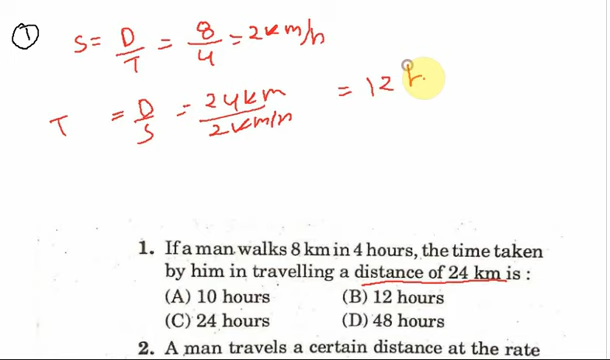 ① S = D/T = 8/4 = 2km/h
T = D/S = 24km/2km/h = 12 h
1. If a man walks 8 km in 4 hours, the time taken
by him in travelling a distance of 24 km is :
(A) 10 hours (B) 12 hours
(C) 24 hours (D) 48 hours
2. A man travels a certain distance at the rate